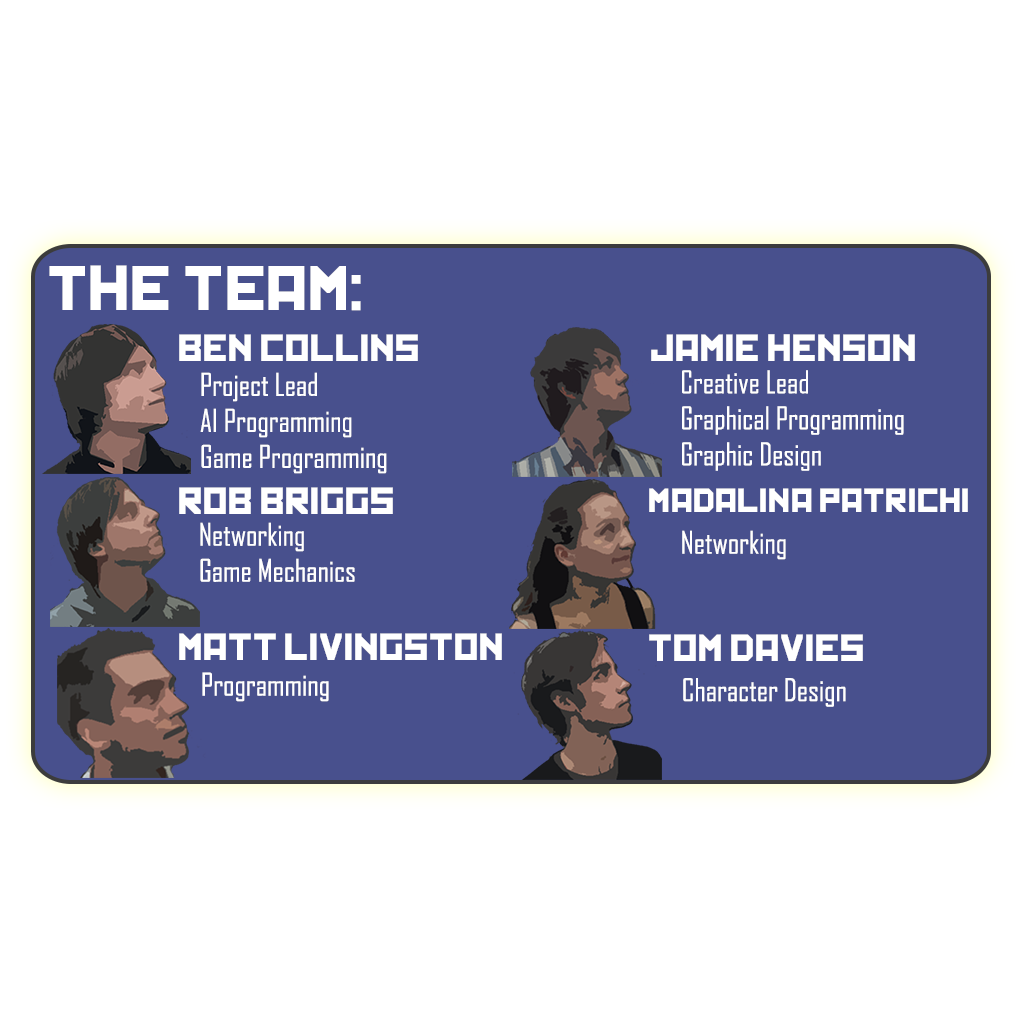 THE TEAM:
BEN COLLINS
Project Lead
AI Programming
Game Programming
JAMIE HENSON
Creative Lead
Graphical Programming
Graphic Design
ROB BRIGGS
Networking
Game Mechanics
MADALINA PATRICHI
Networking
MATT LIVINGSTON
Programming
TOM DAVIES
Character Design